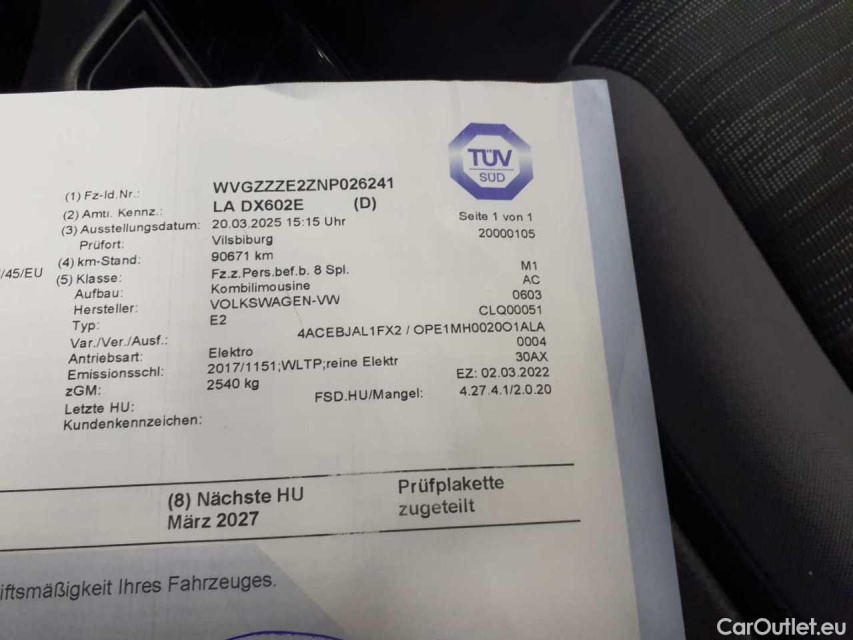 TÜV
SÜD
(1) Fz-Id.Nr.: WVGZZZE2ZNP026241
(2) Amtl. Kennz.: LA DX602E (D)
(3) Ausstellungsdatum: 20.03.2025 15:15 Uhr Seite 1 von 1
Prüfort: Vilsbiburg 20000105
(4) km-Stand: 90671 km
/45/EU (5) Klasse: Fz.z.Pers.bef.b. 8 Spl. M1
Aufbau: Kombilimousine AC
Hersteller: VOLKSWAGEN-VW 0603
Typ: E2 CLQ00051
Var./Ver./Ausf.: 4ACEBJAL1FX2 / OPE1MH0020O1ALA
Antriebsart: Elektro 0004
Emissionsschl: 2017/1151;WLTP;reine Elektr 30AX
zGM: 2540 kg EZ: 02.03.2022
Letzte HU: FSD.HU/Mangel: 4.27.4.1/2.0.20
Kundenkennzeichen:
(8) Nächste HU Prüfplakette
März 2027 zugeteilt
iftsmäßigkeit Ihres Fahrzeuges.
CarOutlet.eu